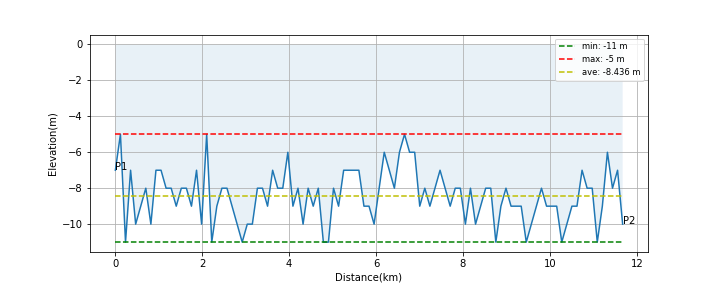 min: -11 m
max: -5 m
ave: -8.436 m
Elevation(m)
0
−2
−4
−6
−8
−10
P1
P2
0 2 4 6 8 10 12
Distance(km)